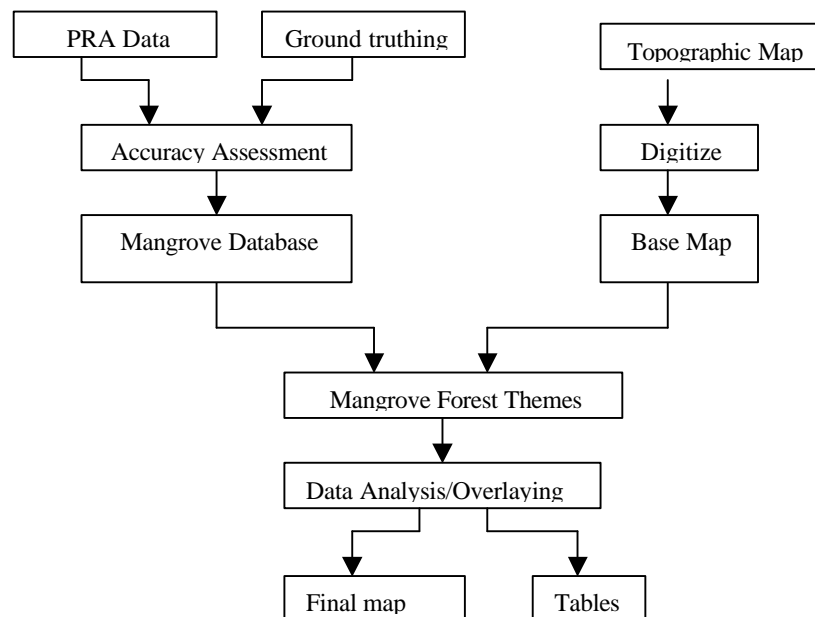 PRA Data
Ground truthing
Topographic Map
Accuracy Assessment
Digitize
Mangrove Database
Base Map
Mangrove Forest Themes
Data Analysis/Overlaying
Final map
Tables